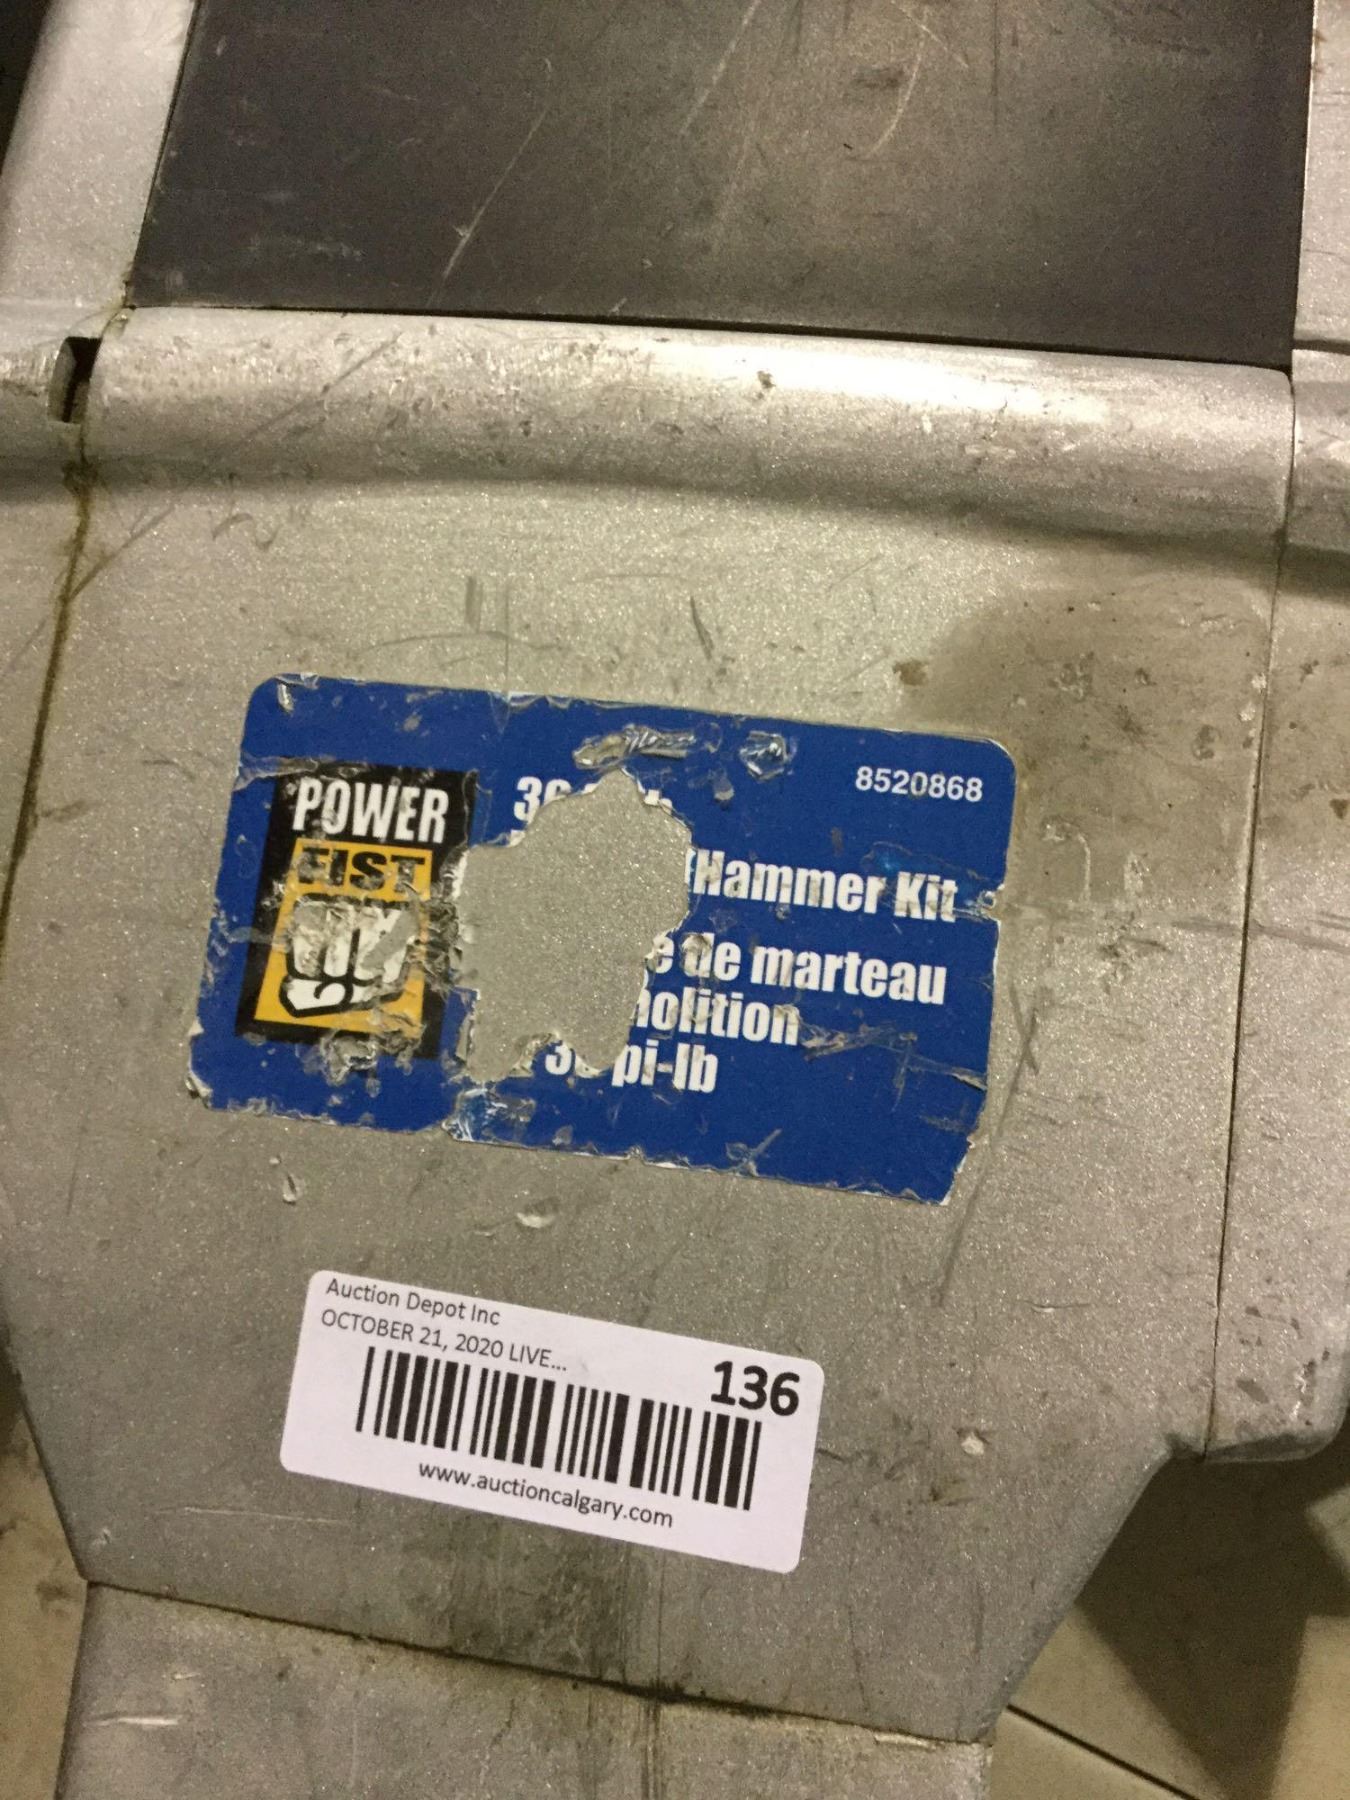 POWER
FIST
8520868
Hammer Kit
de marteau
pi-lb
Auction Depot Inc
OCTOBER 21, 2020 LIVE...
136
www.auctioncalgary.com